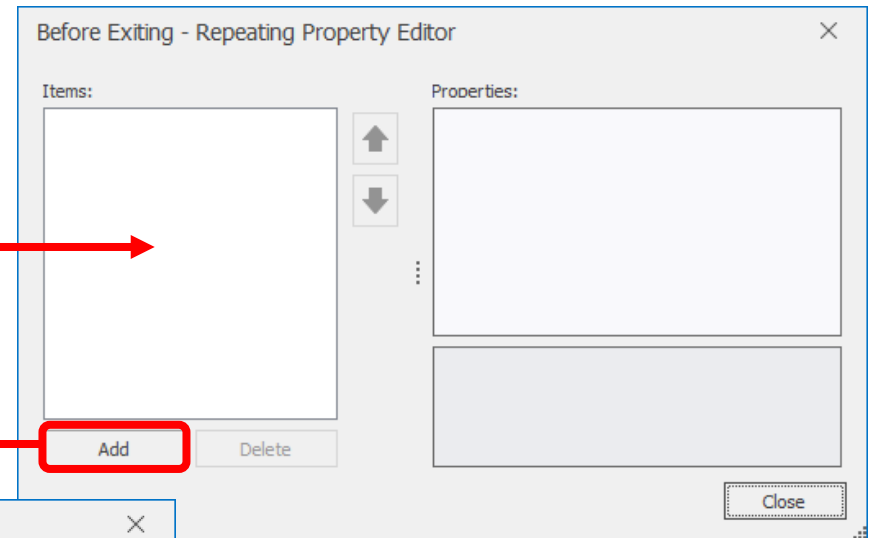 Before Exiting - Repeating Property Editor
Items:
Properties:
Add
Delete
Close